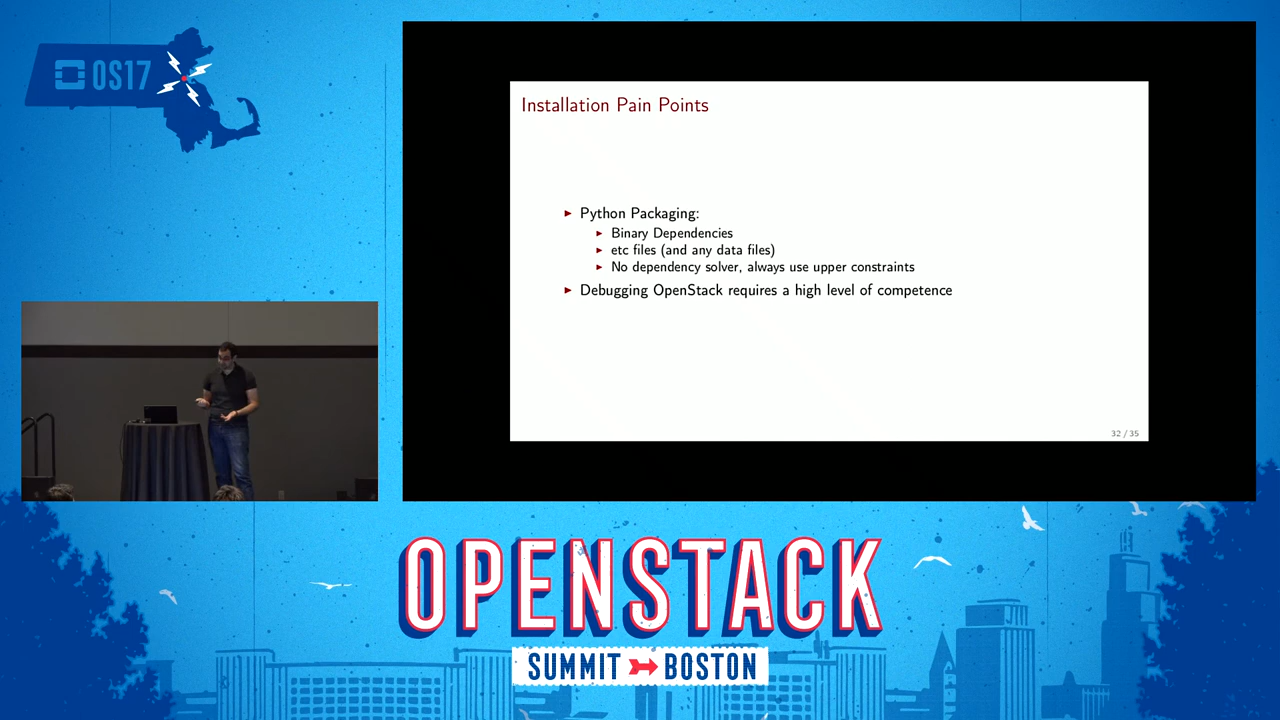 OS17
Installation Pain Points
Python Packaging:
Binary Dependencies
etc files (and any data files)
No dependency solver, always use upper constraints
Debugging OpenStack requires a high level of competence
32 / 35
OPENSTACK
SUMMIT BOSTON